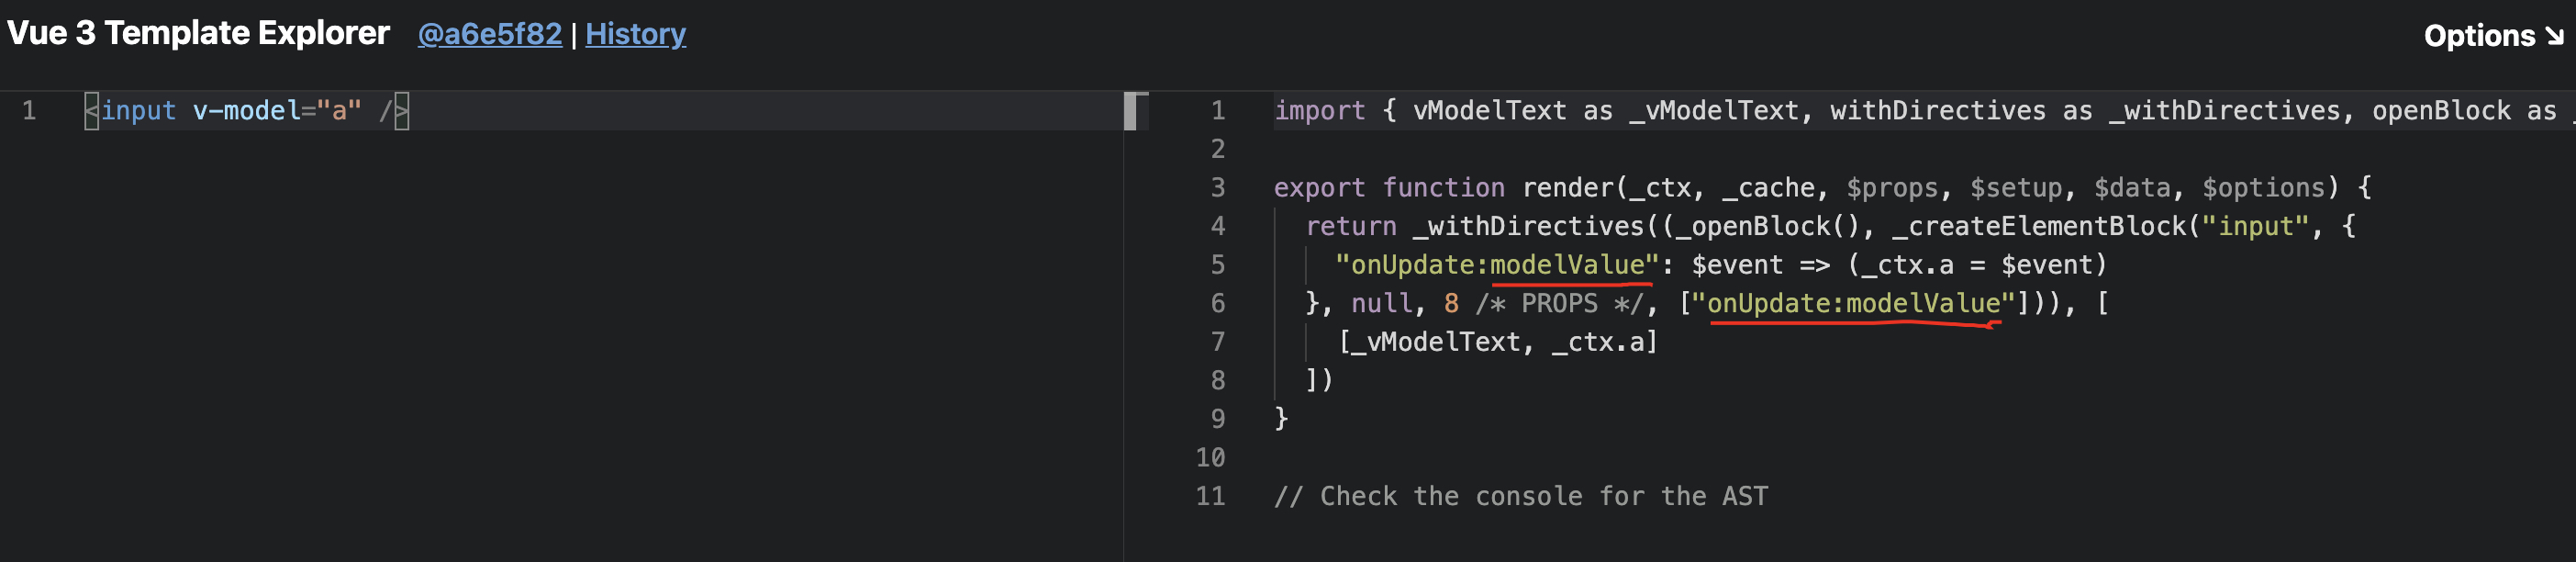 Vue 3 Template Explorer @a6e5f82 | History
Options ↘
1 <input v-model="a" />
1 import { vModelText as _vModelText, withDirectives as _withDirectives, openBlock as _
2
3 export function render(_ctx, _cache, $props, $setup, $data, $options) {
4 return _withDirectives((_openBlock(), _createElementBlock("input", {
5 "onUpdate:modelValue": $event => (_ctx.a = $event)
6 }, null, 8 /* PROPS */, ["onUpdate:modelValue"])), [
7 [_vModelText, _ctx.a]
8 ])
9 }
10
11 // Check the console for the AST